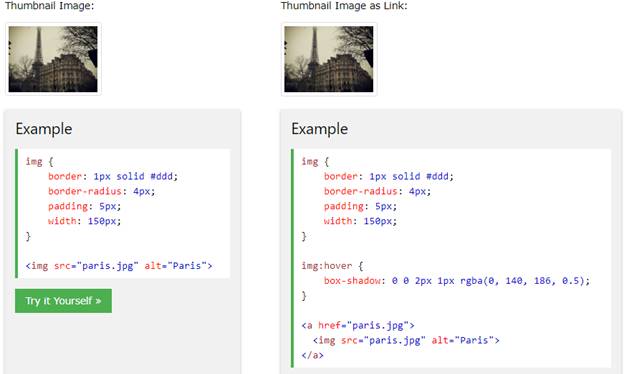 Thumbnail Image:
Example
img {
    border: 1px solid #ddd;
    border-radius: 4px;
    padding: 5px;
    width: 150px;
}

<img src="paris.jpg" alt="Paris">
Try it Yourself »
Thumbnail Image as Link:
Example
img {
    border: 1px solid #ddd;
    border-radius: 4px;
    padding: 5px;
    width: 150px;
}

img:hover {
    box-shadow: 0 0 2px 1px rgba(0, 140, 186, 0.5);
}

<a href="paris.jpg">
  <img src="paris.jpg" alt="Paris">
</a>